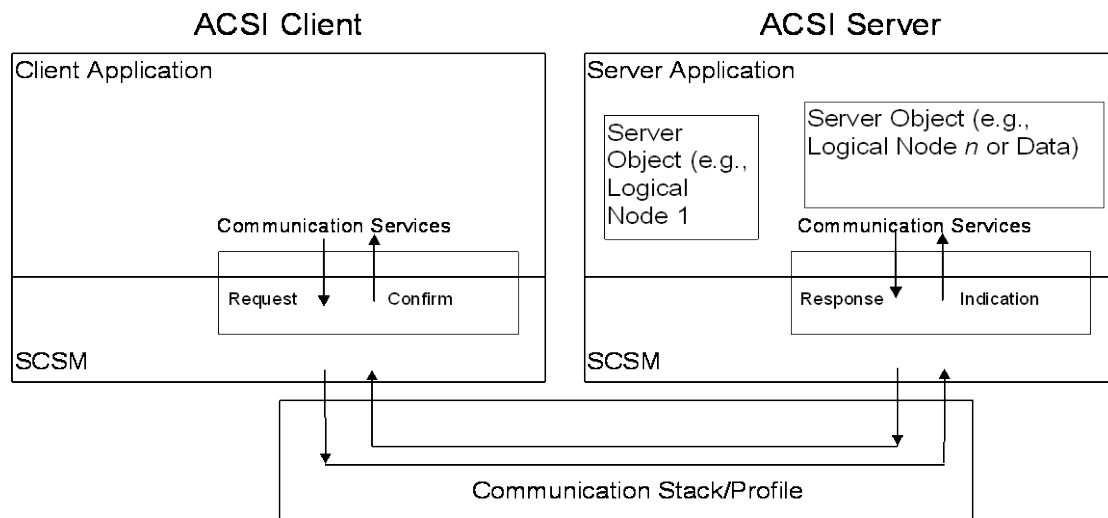 ACSI Client
Client Application
Communication Services
Request
Confirm
SCSM
ACSI Server
Server Application
Server
Object (e.g.,
Logical
Node 1
Server Object (e.g.,
Logical Node n or Data)
Communication Services
Response
Indication
SCSM
Communication Stack/Profile